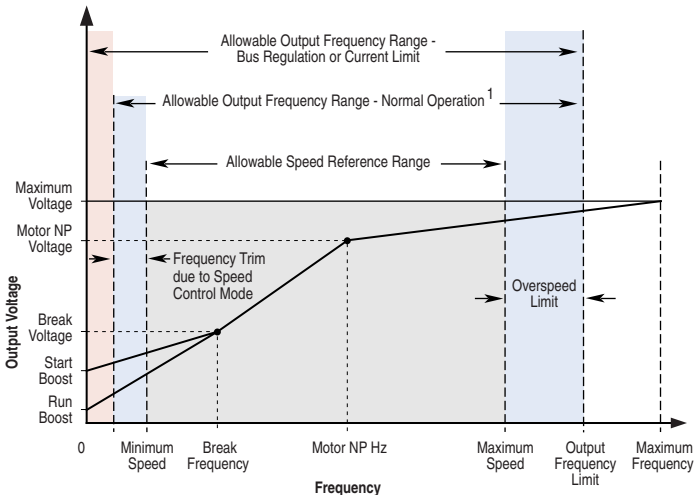 Allowable Output Frequency Range -
Bus Regulation or Current Limit
Allowable Output Frequency Range - Normal Operation 1
Allowable Speed Reference Range
Maximum
Voltage
Motor NP
Voltage
Frequency Trim
due to Speed
Control Mode
Overspeed
Limit
Output Voltage
Break
Voltage
Start
Boost
Run
Boost
0
Minimum
Speed
Break
Frequency
Motor NP Hz
Maximum
Speed
Output
Frequency
Limit
Maximum
Frequency
Frequency